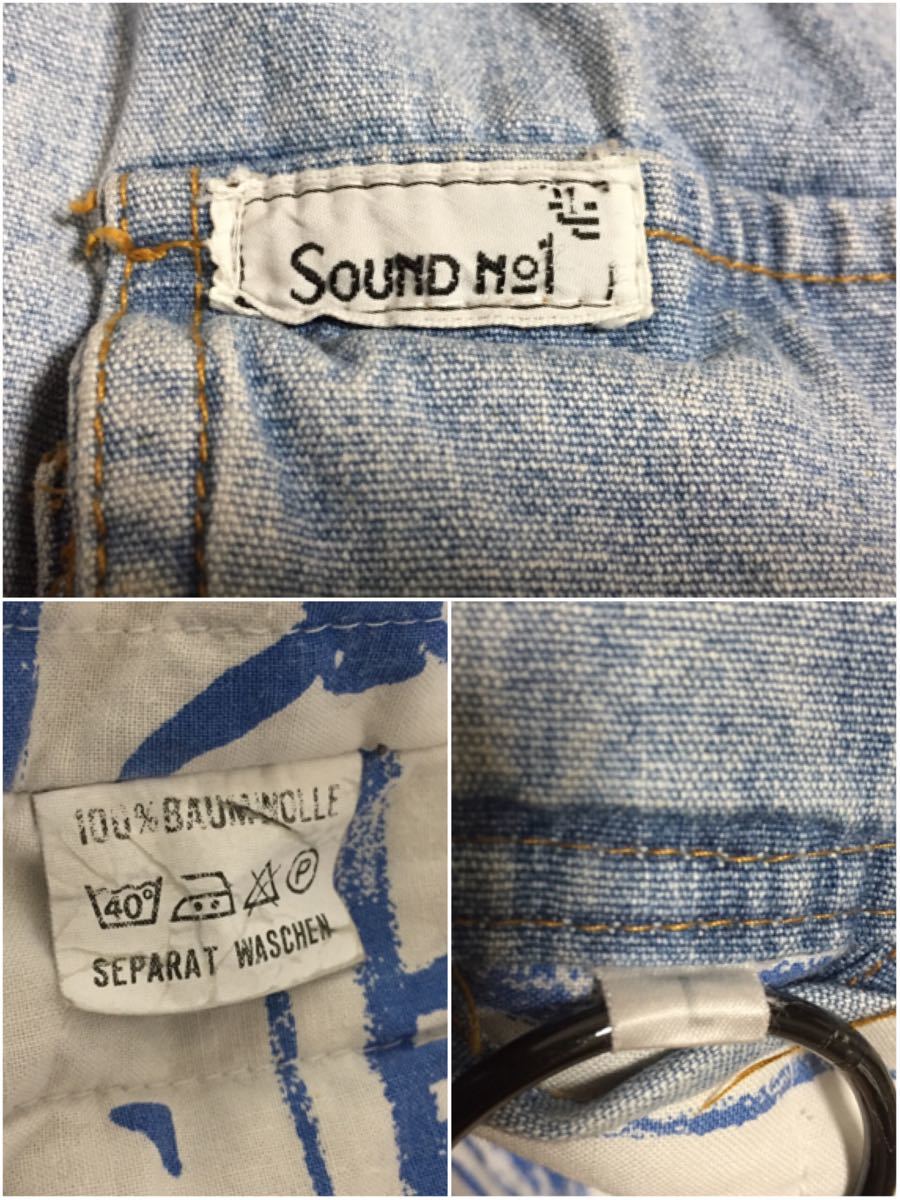 SOUND No1
100% BAUMWOLLE
40° P
SEPARAT WASCHEN